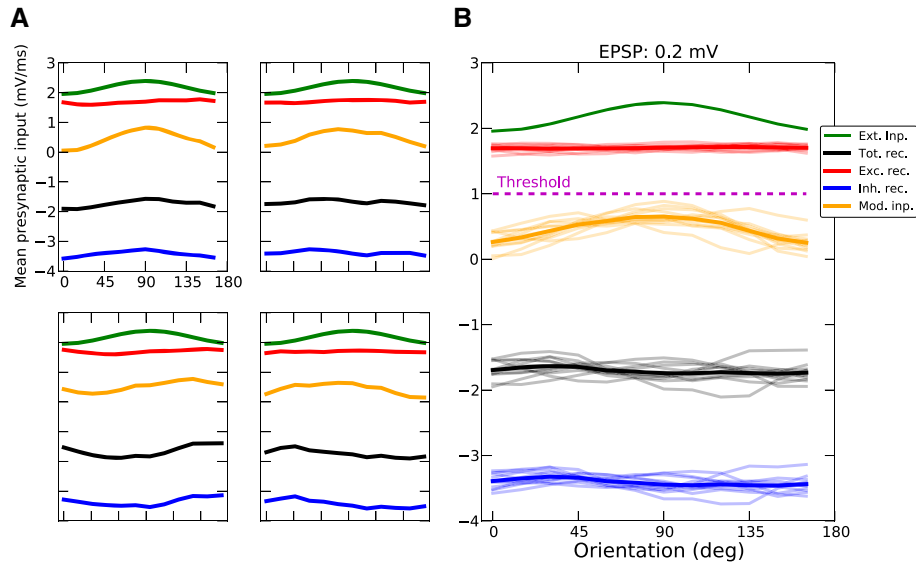 A
B
EPSP: 0.2 mV
Mean presynaptic input (mV/ms)
3
2
1
0
−1
−2
−3
−4
0
45
90
135
180
3
2
1
0
−1
−2
−3
−4
Threshold
0
45
90
135
180
Orientation (deg)
Ext. Inp.
Tot. rec.
Exc. rec.
Inh. rec.
Mod. inp.